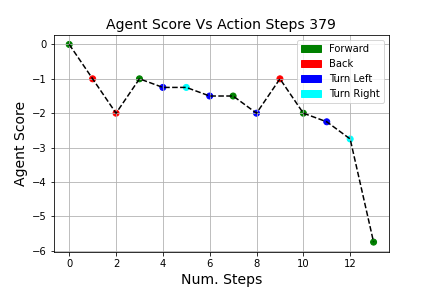 Agent Score Vs Action Steps 379
Forward
Back
Turn Left
Turn Right
Agent Score
0
−1
−2
−3
−4
−5
−6
0 2 4 6 8 10 12
Num. Steps